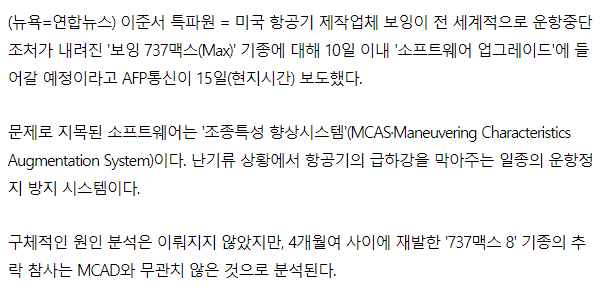 (뉴욕=연합뉴스) 이준서 특파원 = 미국 항공기 제작업체 보잉이 전 세계적으로 운항중단
조처가 내려진 '보잉 737맥스(Max)' 기종에 대해 10일 이내 '소프트웨어 업그레이드'에 들
어갈 예정이라고 AFP통신이 15일(현지시간) 보도했다.
문제로 지목된 소프트웨어는 '조종특성 향상시스템'(MCAS·Maneuvering Characteristics
Augmentation System)이다. 난기류 상황에서 항공기의 급하강을 막아주는 일종의 운항정
지 방지 시스템이다.
구체적인 원인 분석은 이뤄지지 않았지만, 4개월여 사이에 재발한 '737맥스 8' 기종의 추
락 참사는 MCAD와 무관치 않은 것으로 분석된다.